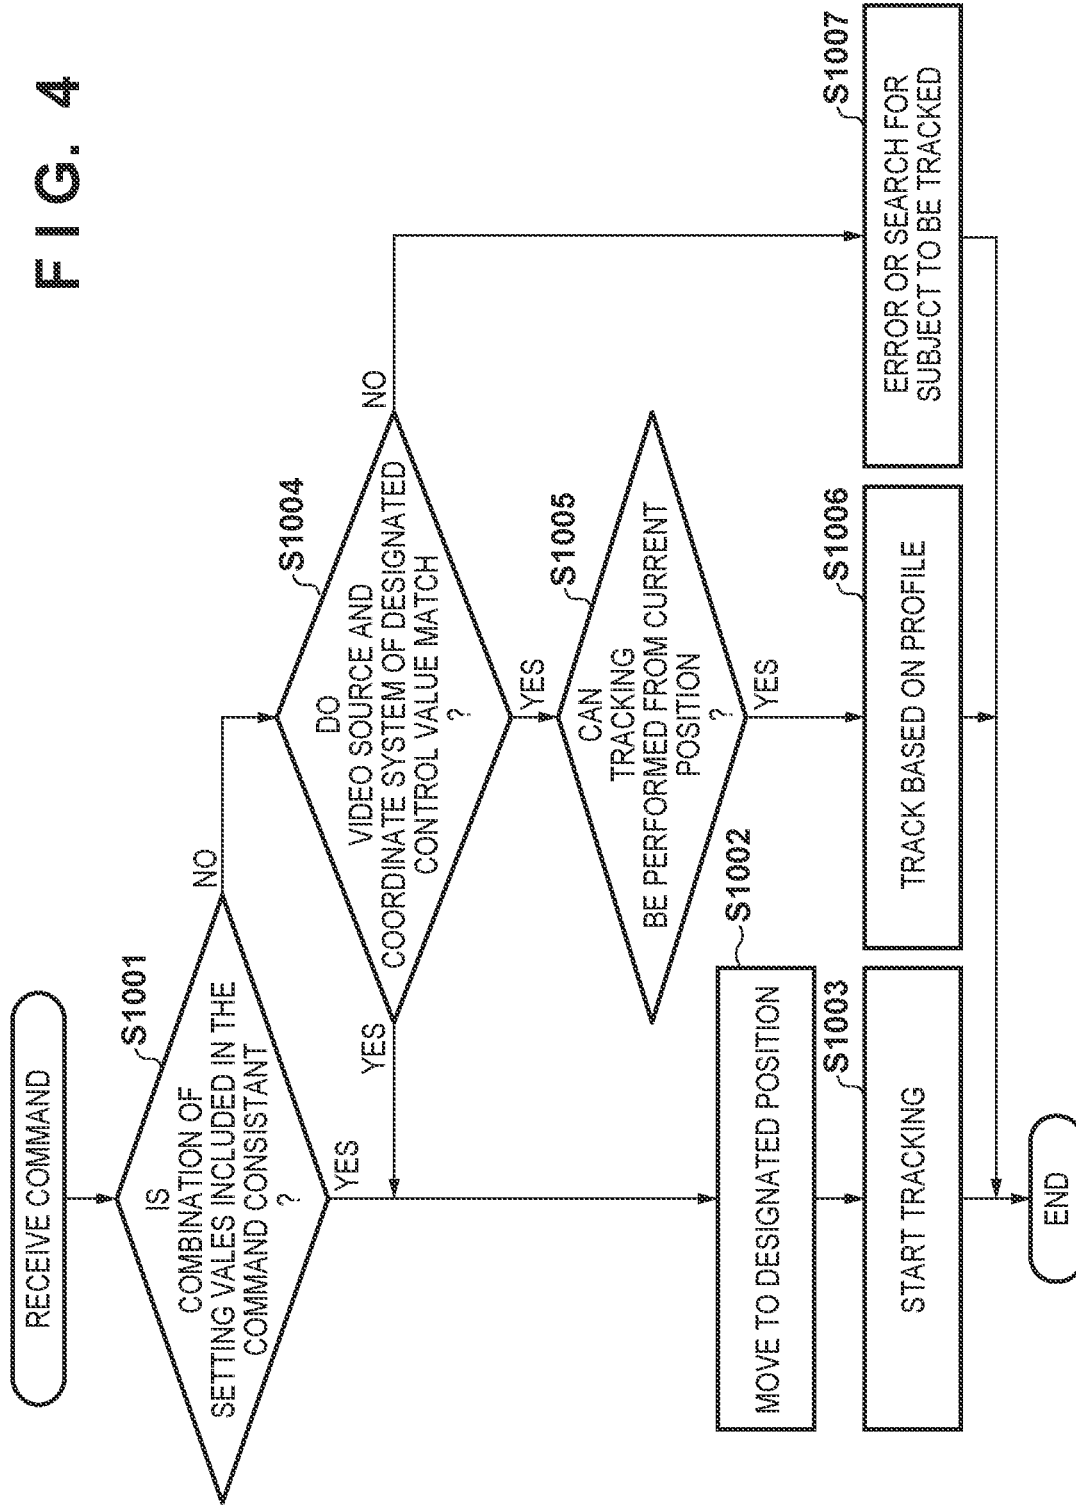 FIG. 4
RECEIVE COMMAND
S1001
IS
COMBINATION OF
SETTING VALES INCLUDED IN THE
COMMAND CONSISTANT
?
NO
YES
S1004
DO
VIDEO SOURCE AND
COORDINATE SYSTEM OF DESIGNATED
CONTROL VALUE MATCH
?
NO
YES
YES
S1005
CAN
TRACKING
BE PERFORMED FROM CURRENT
POSITION
?
YES
S1002
MOVE TO DESIGNATED POSITION
S1003
START TRACKING
S1006
TRACK BASED ON PROFILE
S1007
ERROR OR SEARCH FOR
SUBJECT TO BE TRACKED
END